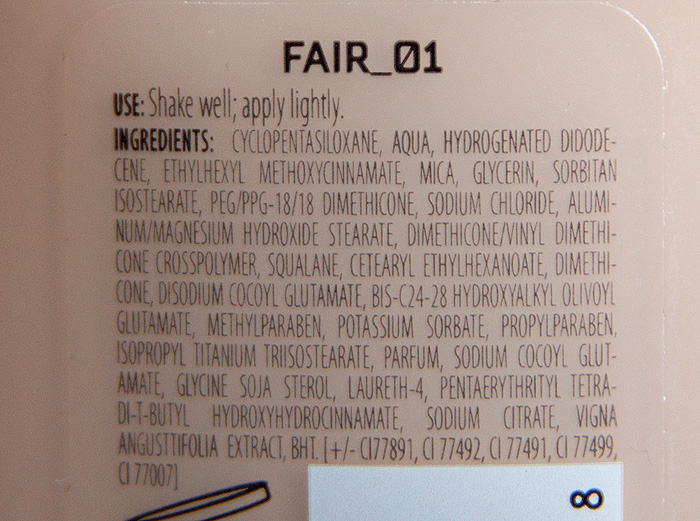 FAIR_01
USE: Shake well; apply lightly.
INGREDIENTS: CYCLOPENTASILOXANE, AQUA, HYDROGENATED DIDODE-
CENE, ETHYLHEXYL METHOXYCINNAMATE, MICA, GLYCERIN, SORBITAN
ISOSTEARATE, PEG/PPG-18/18 DIMETHICONE, SODIUM CHLORIDE, ALUMI-
NUM/MAGNESIUM HYDROXIDE STEARATE, DIMETHICONE/VINYL DIMETHI-
CONE CROSSPOLYMER, SQUALANE, CETEARYL ETHYLHEXANOATE, DIMETHI-
CONE, DISODIUM COCOYL GLUTAMATE, BIS-C24-28 HYDROXYALKYL OLIVOYL
GLUTAMATE, METHYLPARABEN, POTASSIUM SORBATE, PROPYLPARABEN,
ISOPROPYL TITANIUM TRIISOSTEARATE, PARFUM, SODIUM COCOYL GLUT-
AMATE, GLYCINE SOJA STEROL, LAURETH-4, PENTAERYTHRITYL TETRA-
DI-T-BUTYL HYDROXYHYDROCINNAMATE, SODIUM CITRATE, VIGNA
ANGUSTTIFOLIA EXTRACT, BHT. [+/- CI77891, CI 77492, CI 77491, CI 77499,
CI 77007]
8